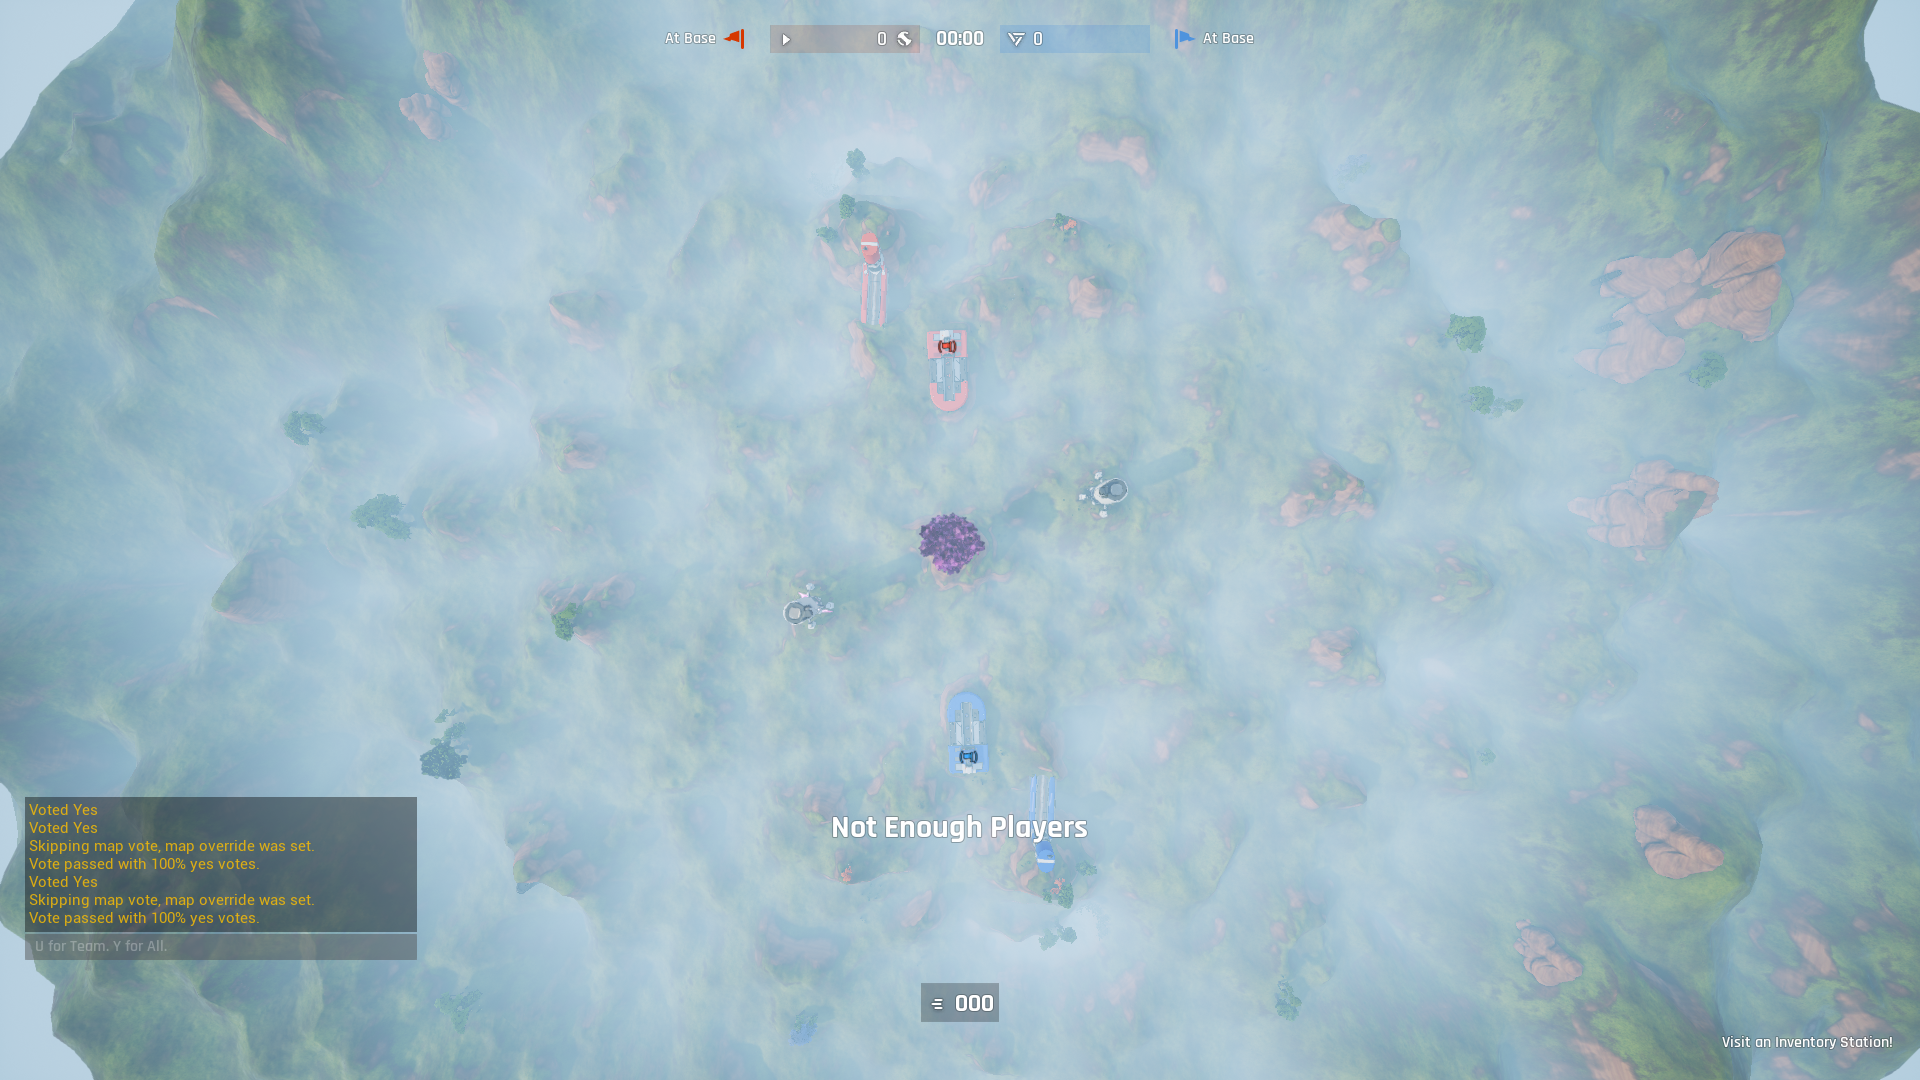 At Base
0
00:00
0
At Base
Not Enough Players
Voted Yes
Voted Yes
Skipping map vote, map override was set.
Vote passed with 100% yes votes.
Voted Yes
Skipping map vote, map override was set.
Vote passed with 100% yes votes.
U for Team. Y for All.
000
Visit an Inventory Station!